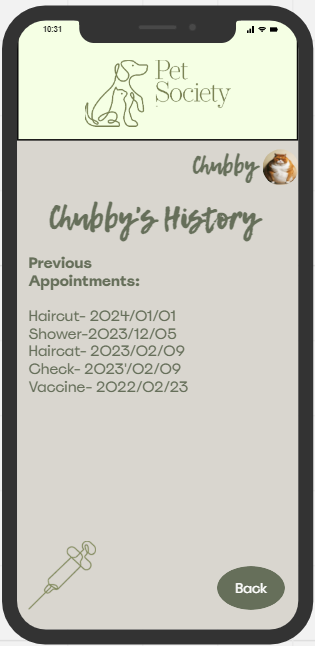 10:31
Pet
Society
Chubby
Chubby's History
Previous
Appointments:
Haircut- 2024/01/01
Shower-2023/12/05
Haircat- 2023/02/09
Check- 2023'/02/09
Vaccine- 2022/02/23
Back